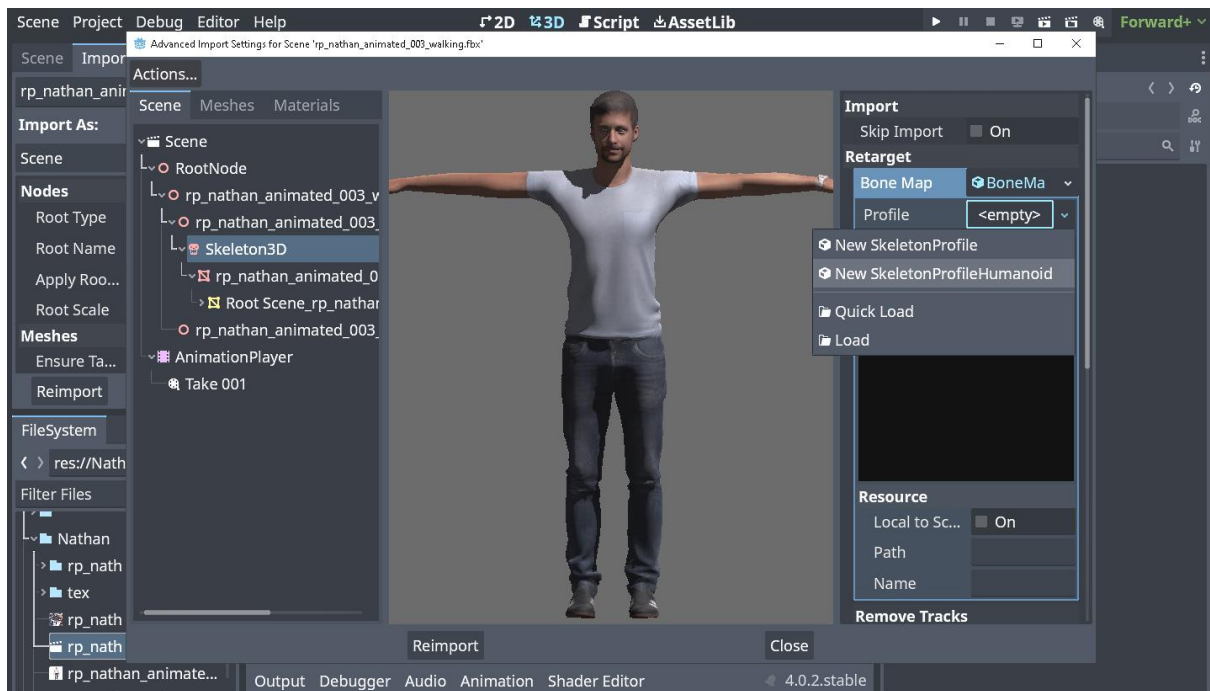 Scene Project Debug Editor Help 2D 3D Script AssetLib Forward+
Advanced Import Settings for Scene 'rp_nathan_animated_003_walking.fbx'
Scene Impor
rp_nathan_anir
Import As:
Scene
Nodes
Root Type
Root Name
Apply Roo...
Root Scale
Meshes
Ensure Ta...
Reimport
Actions...
Scene Meshes Materials
Scene
RootNode
rp_nathan_animated_003_w
rp_nathan_animated_003_
Skeleton3D
rp_nathan_animated_0
Root Scene_rp_nathan
rp_nathan_animated_003_
AnimationPlayer
Take 001
Import
Skip Import On
Retarget
Bone Map BoneMa
Profile <empty>
New SkeletonProfile
New SkeletonProfileHumanoid
Quick Load
Load
Resource
Local to Sc... On
Path
Name
Remove Tracks
Reimport Close
FileSystem
res://Nath
Filter Files
Nathan
rp_nath
tex
rp_nath
rp_nath
rp_nathan_animate...
Output Debugger Audio Animation Shader Editor 4.0.2.stable